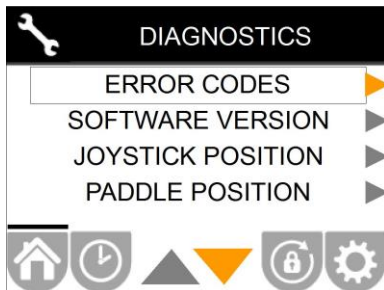 DIAGNOSTICS
ERROR CODES
SOFTWARE VERSION
JOYSTICK POSITION
PADDLE POSITION